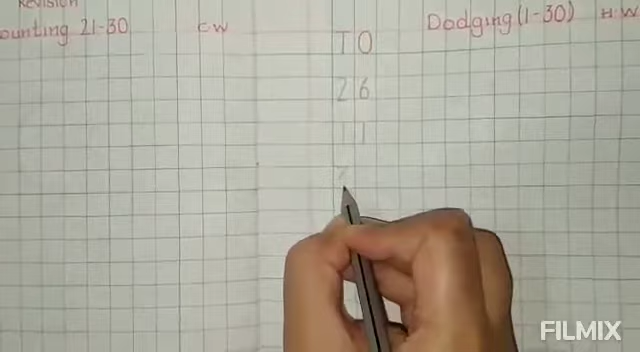 Revision
ounting 21-30 CW
Dodging (1-30) H.W
T O
2 6
1 1
FILMIX